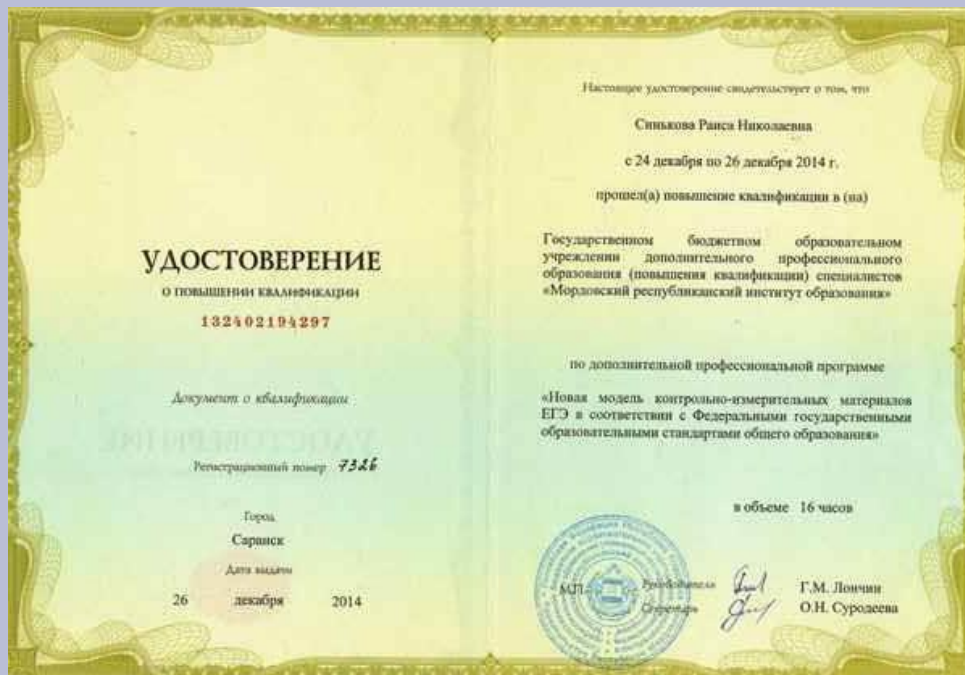 УДОСТОВЕРЕНИЕ
О ПОВЫШЕНИИ КВАЛИФИКАЦИИ
132402194297
Документ о квалификации
Регистрационный номер 7326
Город
Саранск
Дата выдачи
26 декабря 2014
Настоящее удостоверение свидетельствует о том, что
Синькова Раиса Николаевна
с 24 декабря по 26 декабря 2014 г.
прошел(а) повышение квалификации в (на)
Государственном бюджетном образовательном
учреждении дополнительного профессионального
образования (повышения квалификации) специалистов
«Мордовский республиканский институт образования»
по дополнительной профессиональной программе
«Новая модель контрольно-измерительных материалов
ЕГЭ в соответствии с Федеральными государственными
образовательными стандартами общего образования»
в объеме 16 часов
М.П. Руководитель Г.М. Лончин
Секретарь О.Н. Суродеева